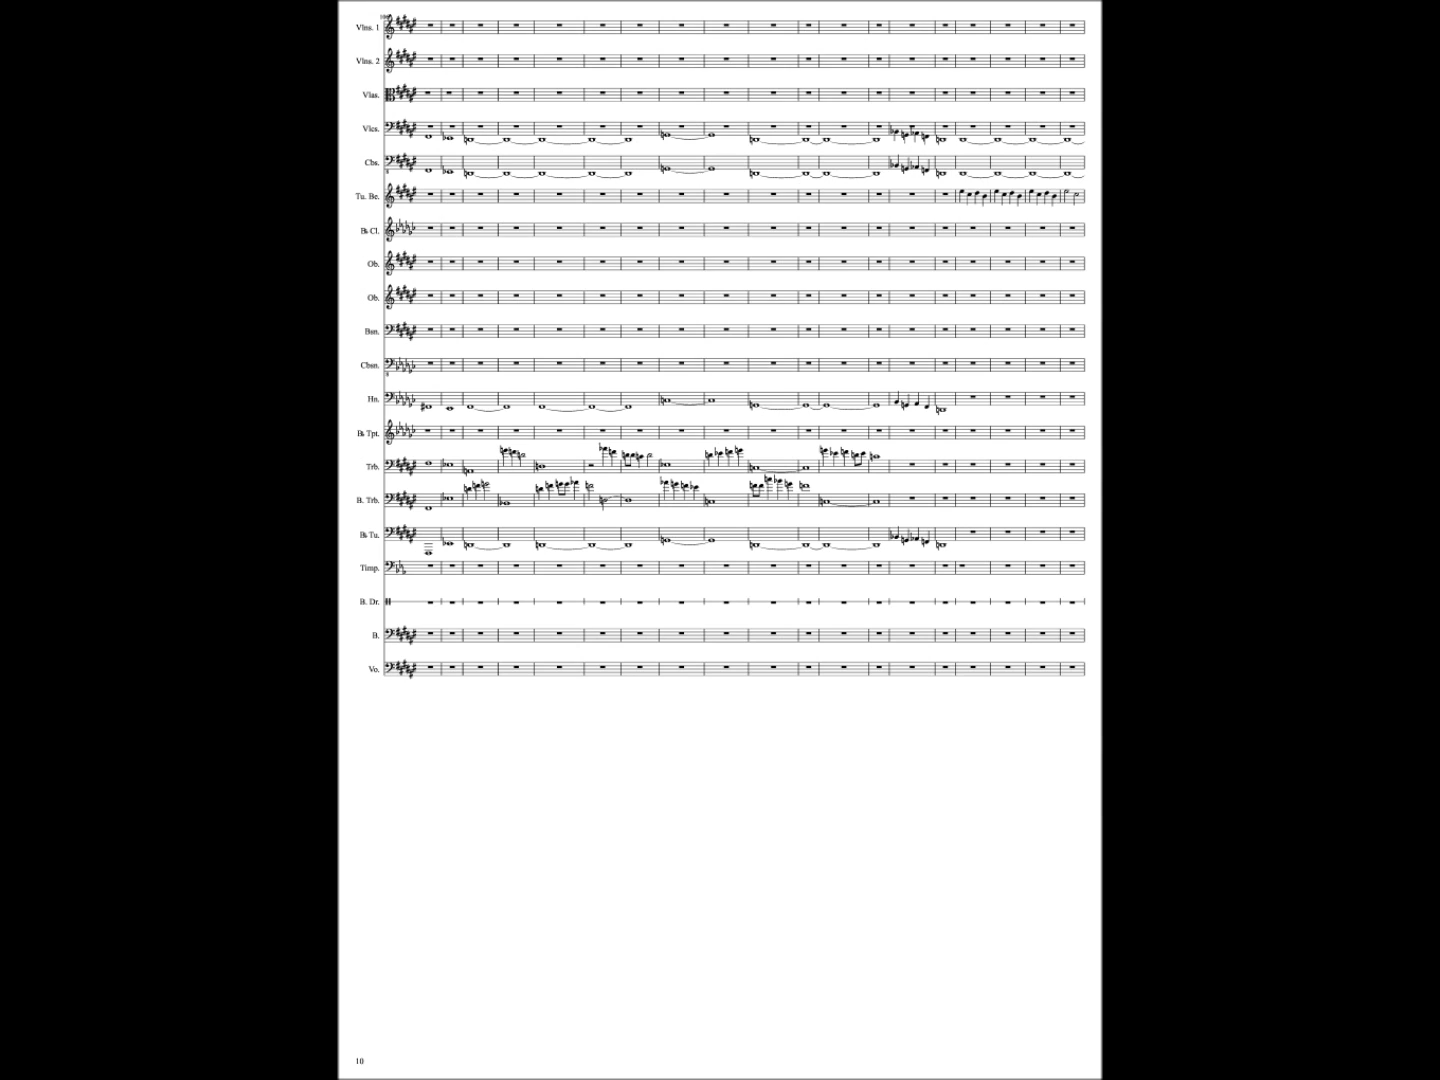 Vlns. 1
Vlns. 2
Vlas.
Vlcs.
Cbs.
Tu. Be.
B♭ Cl.
Ob.
Ob.
Bsn.
Cbsn.
Hn.
B♭ Tpt.
Trb.
B. Trb.
B♭ Tu.
Timp.
B. Dr.
B.
Vo.
10